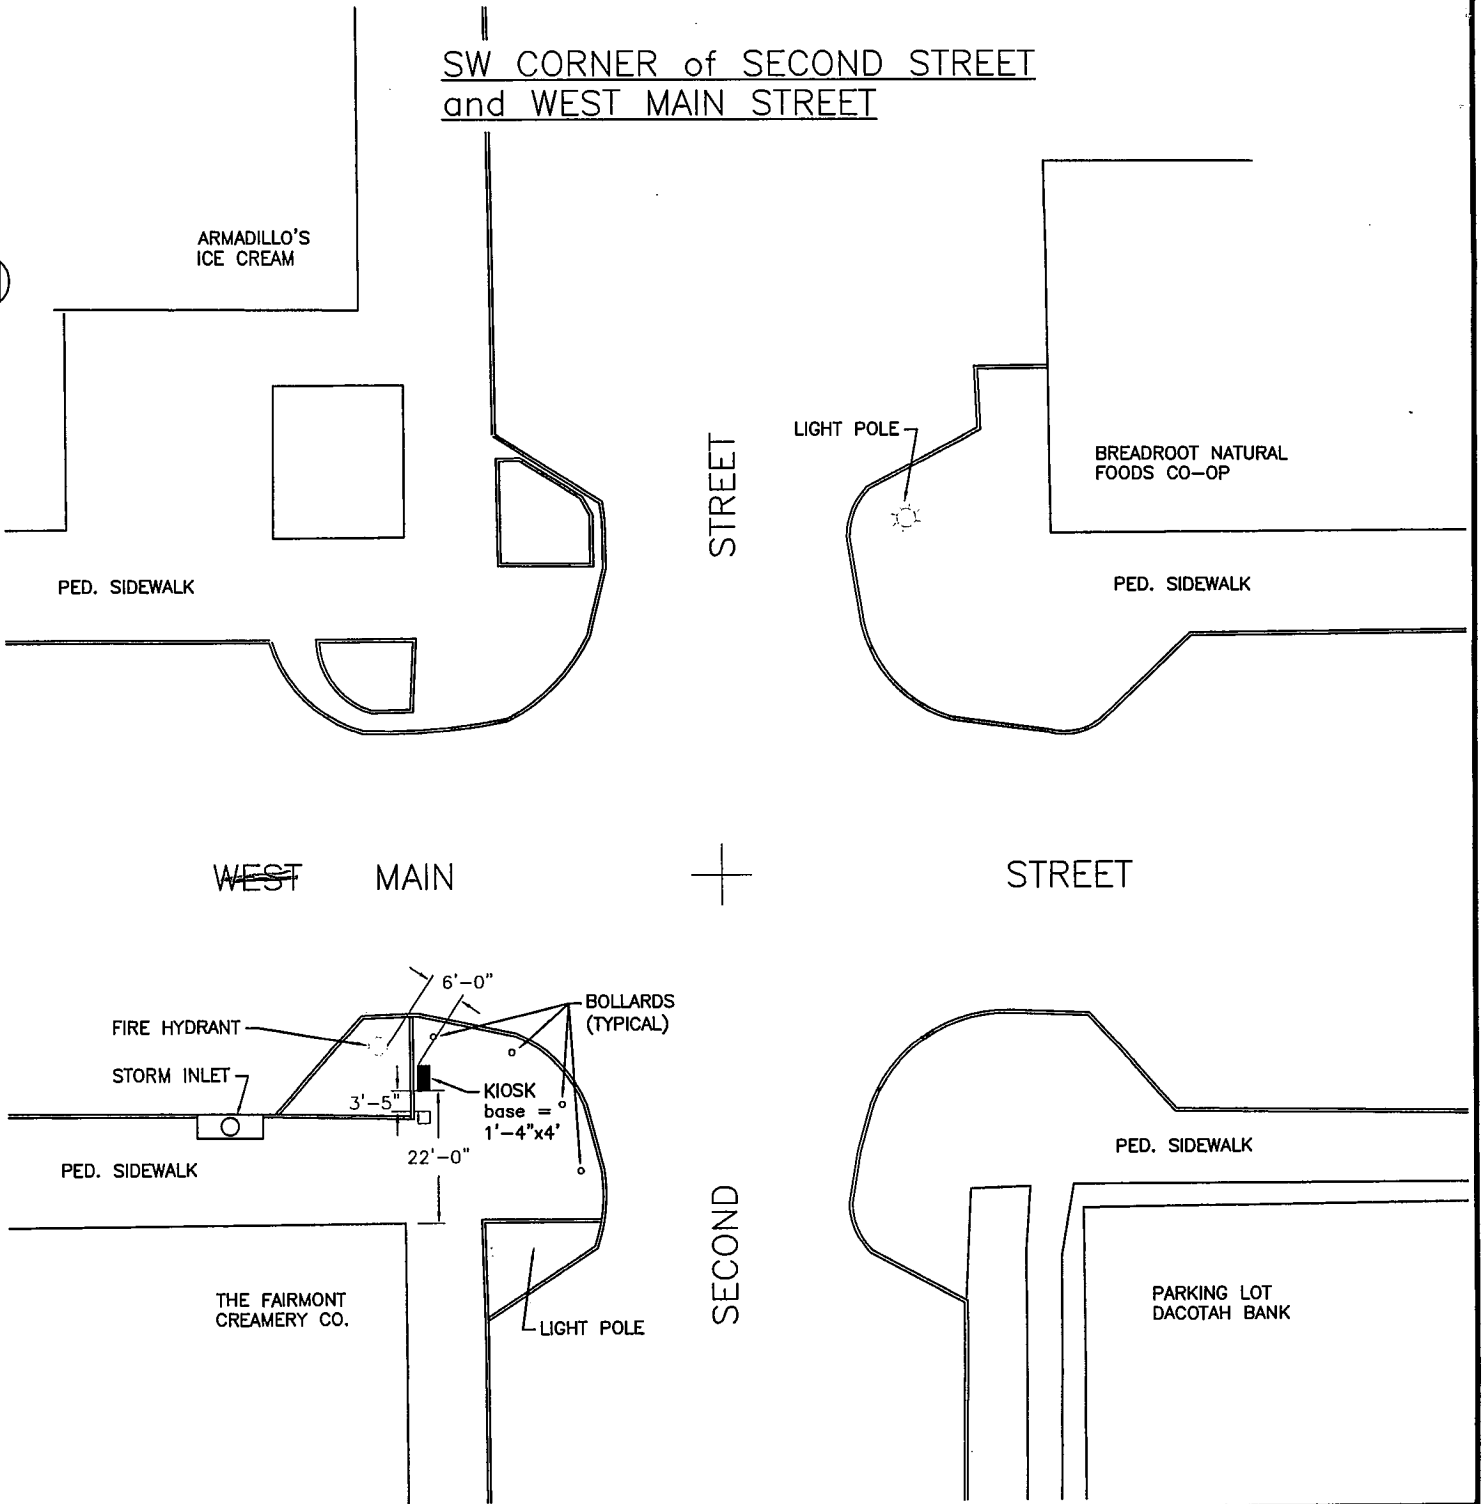 SW CORNER of SECOND STREET
and WEST MAIN STREET
ARMADILLO'S
ICE CREAM
LIGHT POLE
BREADROOT NATURAL
FOODS CO-OP
STREET
PED. SIDEWALK
PED. SIDEWALK
WEST MAIN STREET
6'-0"
BOLLARDS
(TYPICAL)
FIRE HYDRANT
STORM INLET
KIOSK
base =
1'-4"x4'
3'-5"
22'-0"
PED. SIDEWALK
PED. SIDEWALK
SECOND
THE FAIRMONT
CREAMERY CO.
LIGHT POLE
PARKING LOT
DACOTAH BANK